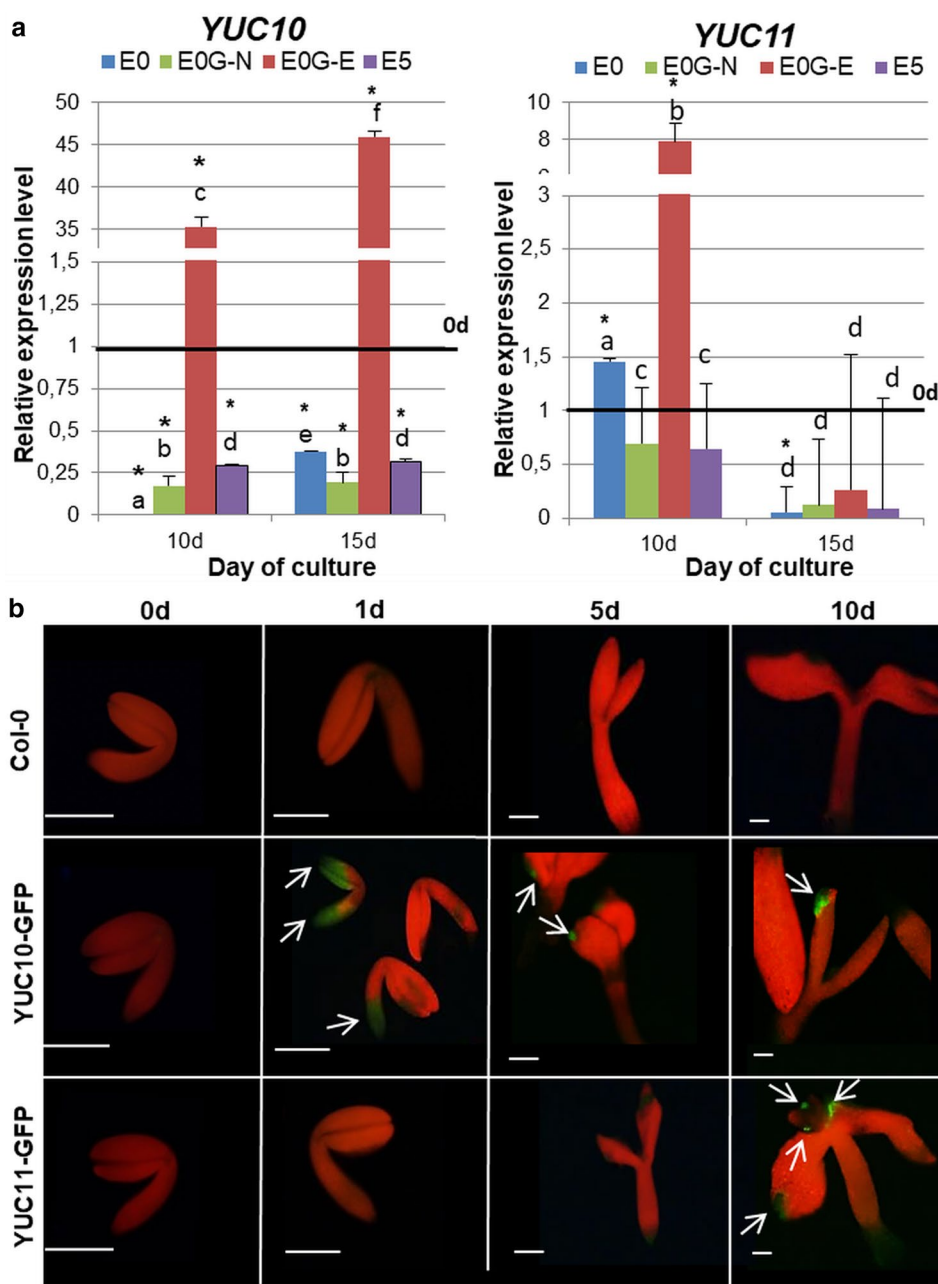 a
YUC10
E0 E0G-N E0G-E E5
Relative expression level
50
45
40
35
1,5
1,25
1
0,75
0,5
0,25
0
* a
* b
* c
* d
* e
* b
* f
* d
0d
10d 15d
Day of culture
YUC11
E0 E0G-N E0G-E E5
Relative expression level
10
8
3
2,5
2
1,5
1
0,5
0
* a
c
* b
c
* d
d
d
d
0d
10d 15d
Day of culture
b
0d 1d 5d 10d
Col-0
YUC10-GFP
YUC11-GFP